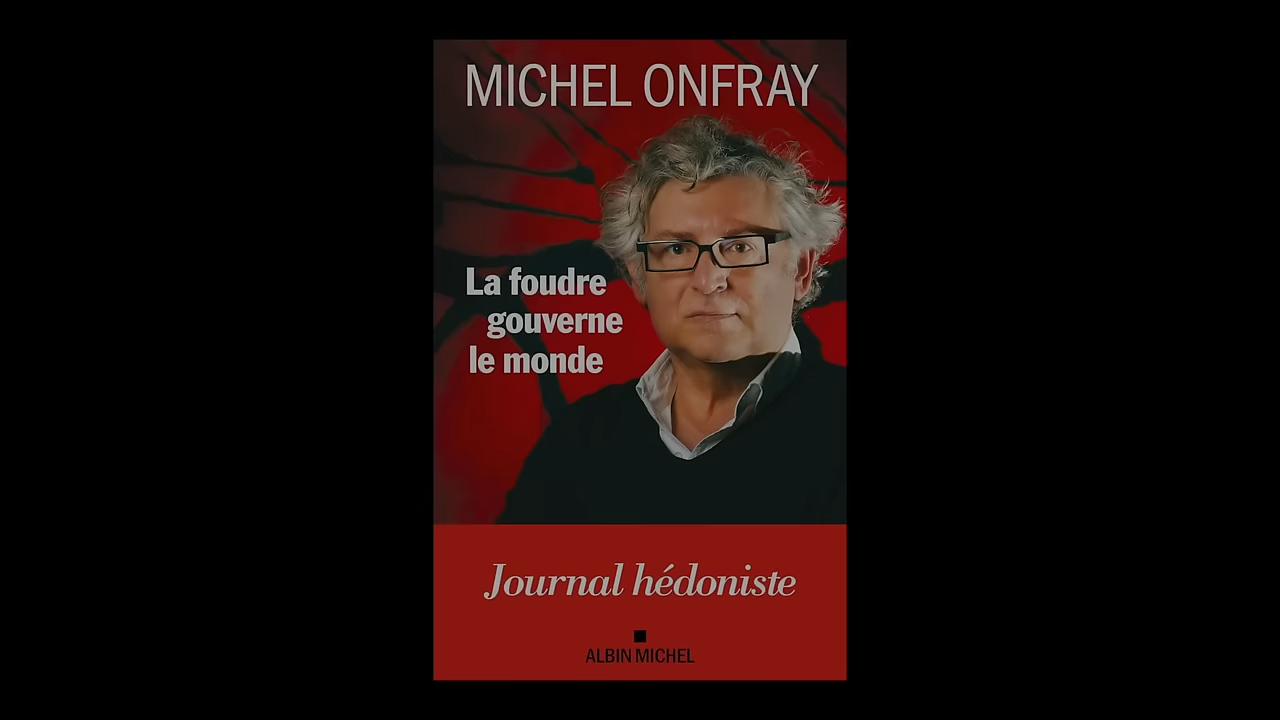 MICHEL ONFRAY
La foudre
gouverne
le monde
Journal hédoniste
ALBIN MICHEL